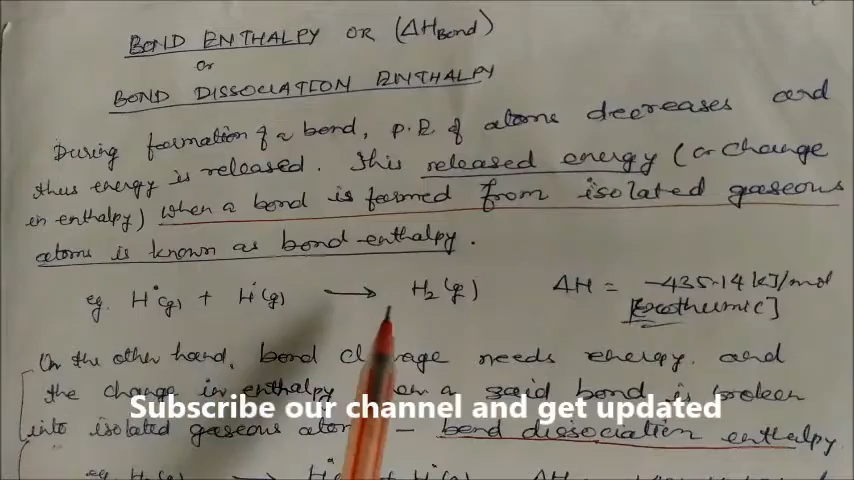 BOND ENTHALPY OR (ΔHBond)
or
BOND DISSOCIATION ENTHALPY
During formation of a bond, P.E. of atoms decreases and
thus energy is released. This released energy (or change
in enthalpy) when a bond is formed from isolated gaseous
atoms is known as bond enthalpy.
eg. H•(g) + H•(g) → H2(g) ΔH = -435.14 kJ/mol
[Exothermic]
On the other hand, bond cleavage needs energy and
the change in enthalpy when a said bond is broken
Subscribe our channel and get updated
into isolated gaseous atoms – bond dissociation enthalpy.
eg. H2(g) → H• + H•(g) ΔH =